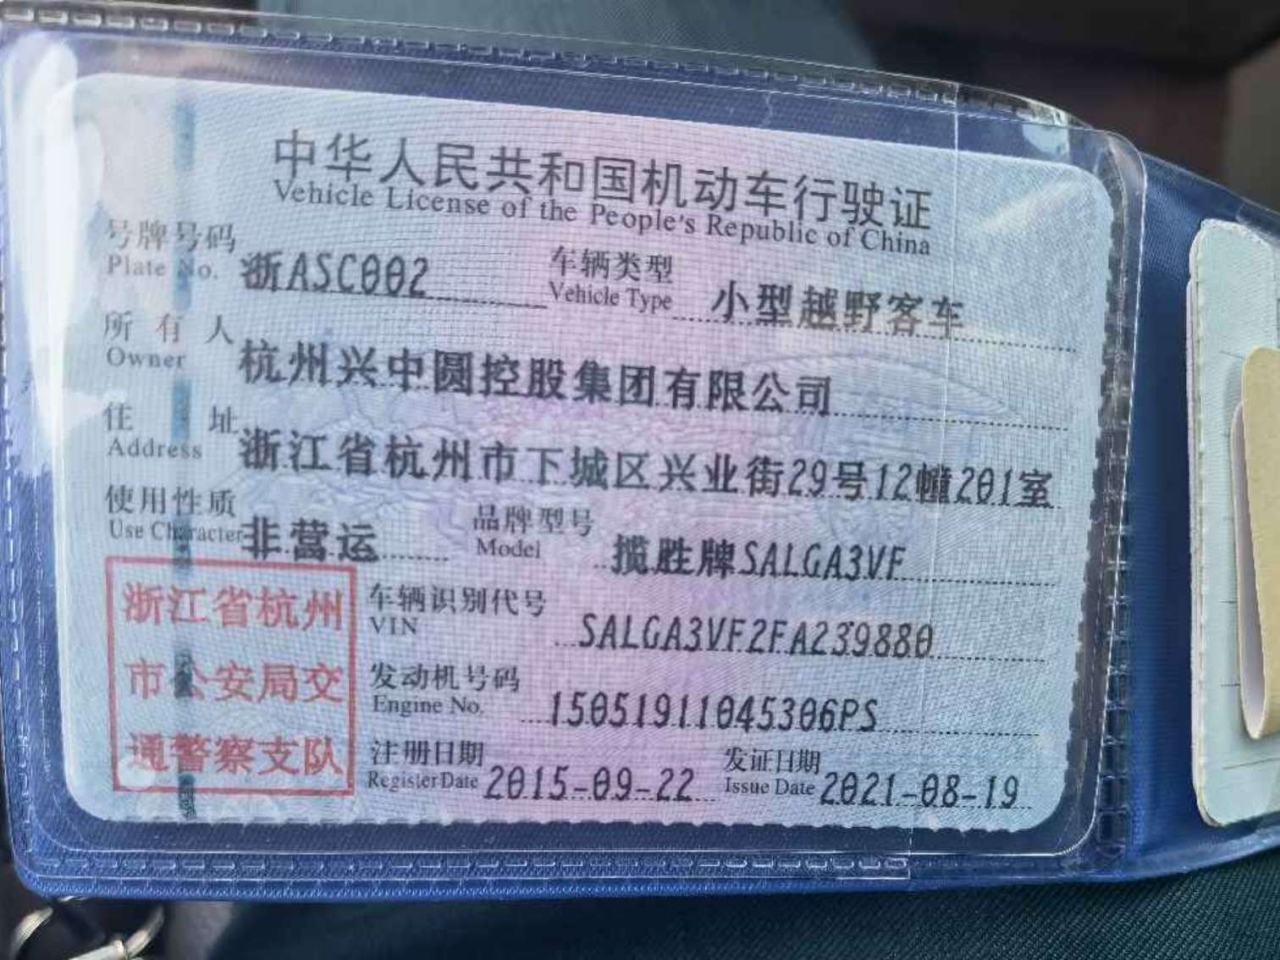 中华人民共和国机动车行驶证
Vehicle License of the People's Republic of China
号牌号码 浙ASC002 车辆类型 小型越野客车
Plate No. Vehicle Type
所有人 杭州兴中圆控股集团有限公司
Owner
住址 浙江省杭州市下城区兴业街29号12幢201室
Address
使用性质 非营运 品牌型号 揽胜牌SALGA3VF
Use Character Model
浙江省杭州
市公安局交
通警察支队
车辆识别代号 SALGA3VF2FA239880
VIN
发动机号码 15051911045306PS
Engine No.
注册日期 2015-09-22 发证日期 2021-08-19
Register Date Issue Date